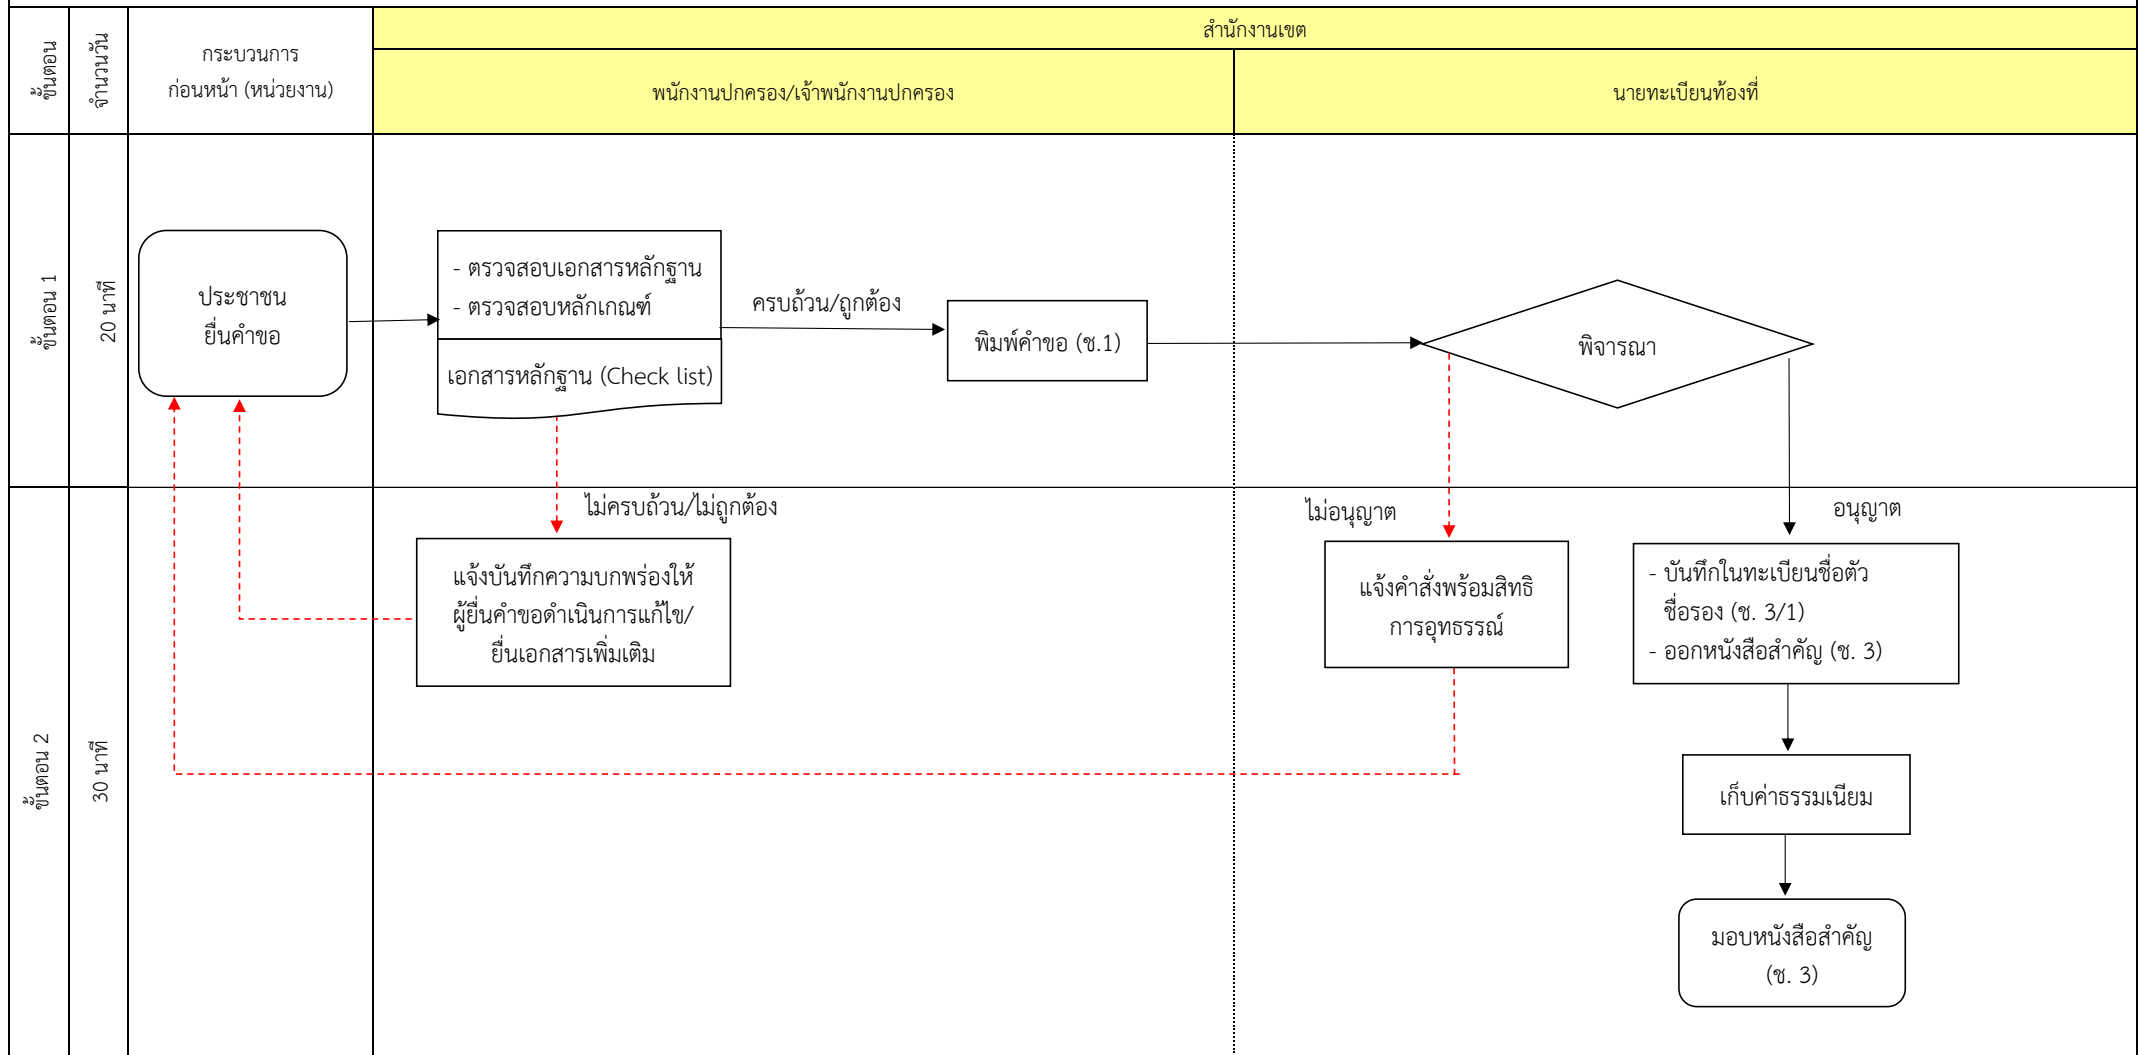 ขั้นตอน
จำนวนวัน
กระบวนการ
ก่อนหน้า (หน่วยงาน)
สำนักงานเขต
พนักงานปกครอง/เจ้าพนักงานปกครอง
นายทะเบียนท้องที่
ขั้นตอน 1
20 นาที
ประชาชน
ยื่นคำขอ
- ตรวจสอบเอกสารหลักฐาน
- ตรวจสอบหลักเกณฑ์
เอกสารหลักฐาน (Check list)
ครบถ้วน/ถูกต้อง
พิมพ์คำขอ (ช.1)
พิจารณา
ไม่ครบถ้วน/ไม่ถูกต้อง
ไม่อนุญาต
อนุญาต
ขั้นตอน 2
30 นาที
แจ้งบันทึกความบกพร่องให้
ผู้ยื่นคำขอดำเนินการแก้ไข/
ยื่นเอกสารเพิ่มเติม
แจ้งคำสั่งพร้อมสิทธิ
การอุทธรณ์
- บันทึกในทะเบียนชื่อตัว
ชื่อรอง (ช. 3/1)
- ออกหนังสือสำคัญ (ช. 3)
เก็บค่าธรรมเนียม
มอบหนังสือสำคัญ
(ช. 3)